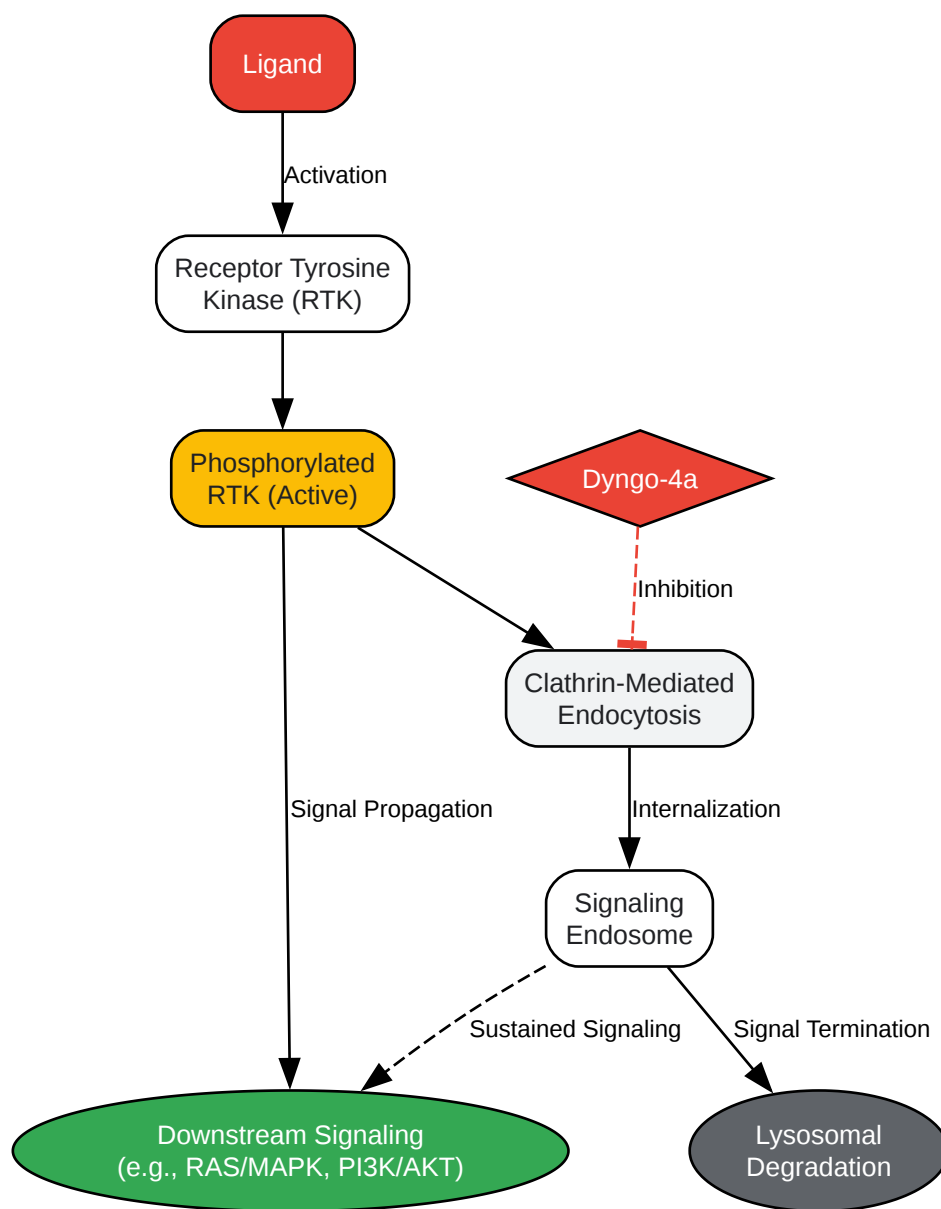 Ligand
Activation
Receptor Tyrosine
Kinase (RTK)
Phosphorylated
RTK (Active)
Dyngo-4a
Inhibition
Clathrin-Mediated
Endocytosis
Signal Propagation
Internalization
Signaling
Endosome
Sustained Signaling
Signal Termination
Downstream Signaling
(e.g., RAS/MAPK, PI3K/AKT)
Lysosomal
Degradation